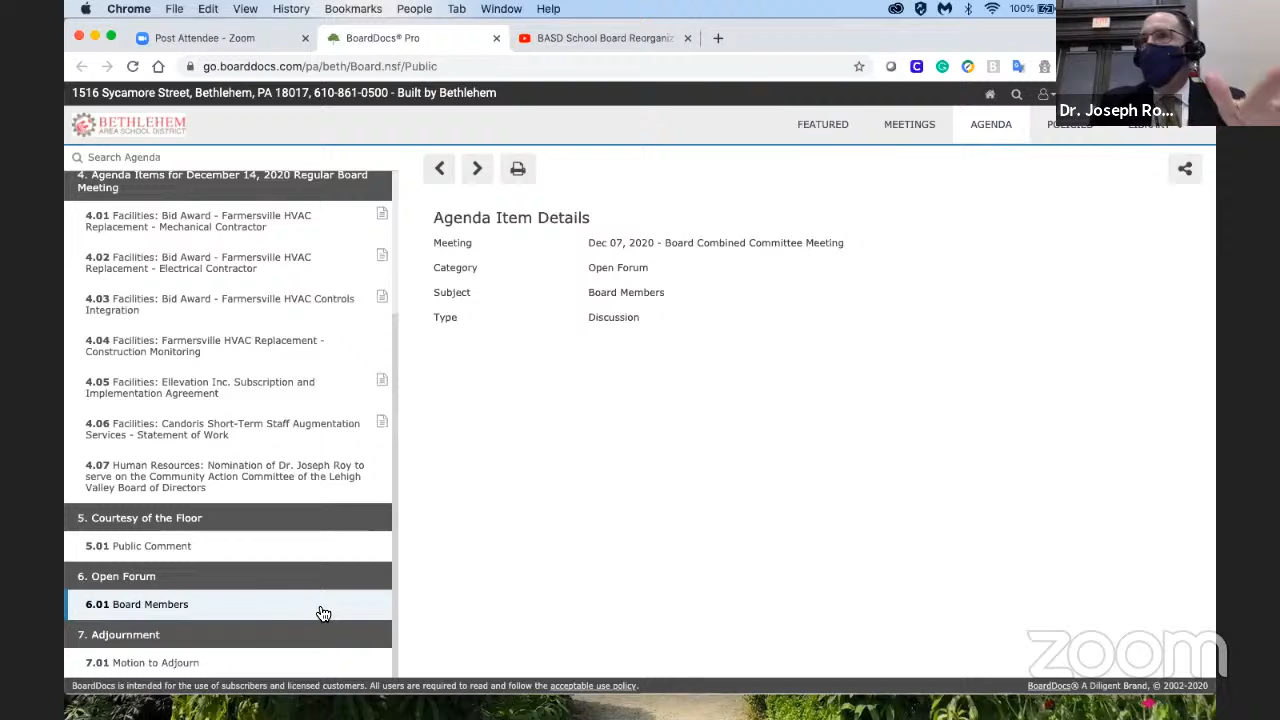 Chrome File Edit View History Bookmarks People Tab Window Help 100%
Post Attendee - Zoom
BoardDocs® Pro
BASD School Board Reorganiz
go.boarddocs.com/pa/beth/Board.nsf/Public
1516 Sycamore Street, Bethlehem, PA 18017, 610-861-0500 - Built by Bethlehem
Dr. Joseph Ro...
BETHLEHEM
AREA SCHOOL DISTRICT
FEATURED MEETINGS AGENDA POLICIES LIBRARY
Search Agenda
4. Agenda Items for December 14, 2020 Regular Board
Meeting
4.01 Facilities: Bid Award - Farmersville HVAC
Replacement - Mechanical Contractor
4.02 Facilities: Bid Award - Farmersville HVAC
Replacement - Electrical Contractor
4.03 Facilities: Bid Award - Farmersville HVAC Controls
Integration
4.04 Facilities: Farmersville HVAC Replacement -
Construction Monitoring
4.05 Facilities: Ellevation Inc. Subscription and
Implementation Agreement
4.06 Facilities: Candoris Short-Term Staff Augmentation
Services - Statement of Work
4.07 Human Resources: Nomination of Dr. Joseph Roy to
serve on the Community Action Committee of the Lehigh
Valley Board of Directors
5. Courtesy of the Floor
5.01 Public Comment
6. Open Forum
6.01 Board Members
7. Adjournment
7.01 Motion to Adjourn
Agenda Item Details
Meeting Dec 07, 2020 - Board Combined Committee Meeting
Category Open Forum
Subject Board Members
Type Discussion
zoom
BoardDocs is intended for the use of subscribers and licensed customers. All users are required to read and follow the acceptable use policy.
BoardDocs® A Diligent Brand, © 2002-2020